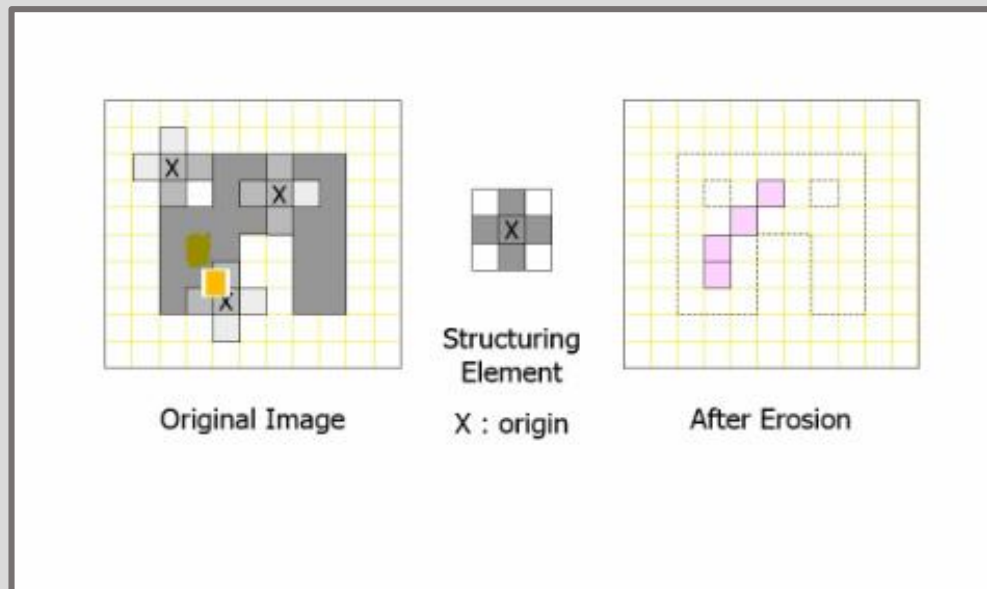 X
X
X
X
Structuring
Element
Original Image
X : origin
After Erosion